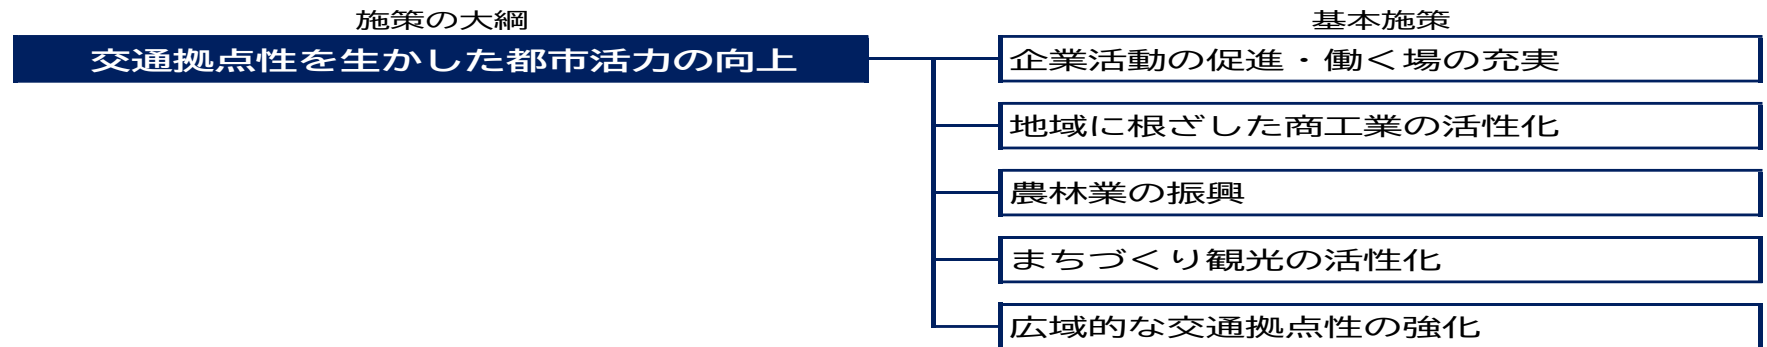 施策の大綱
基本施策
交通拠点性を生かした都市活力の向上
企業活動の促進・働く場の充実
地域に根ざした商工業の活性化
農林業の振興
まちづくり観光の活性化
広域的な交通拠点性の強化